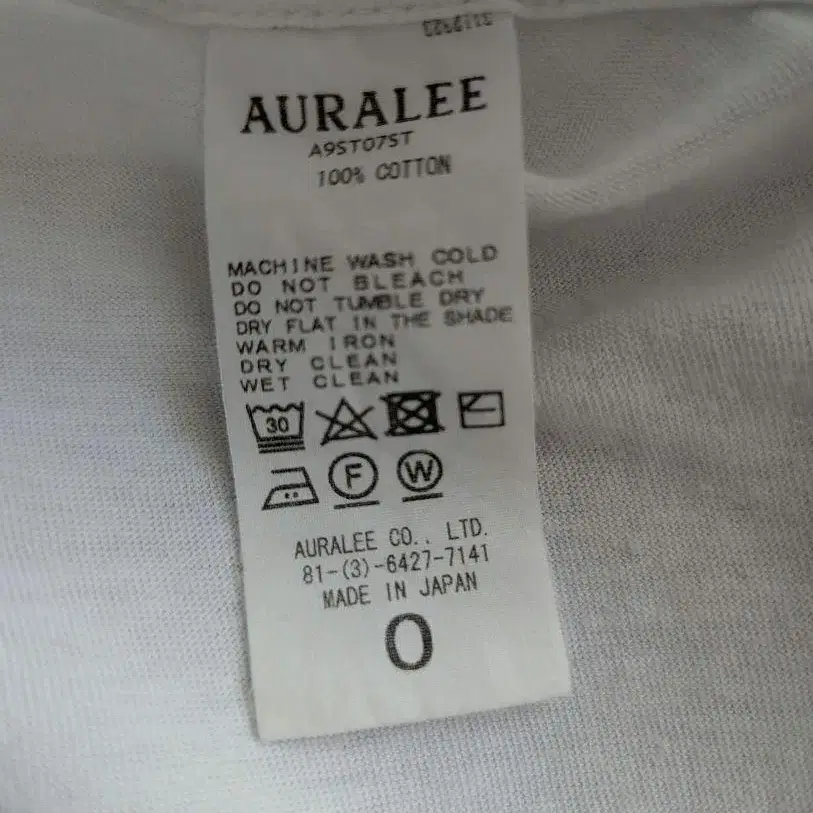 AURALEE
A9ST07ST
100% COTTON
MACHINE WASH COLD
DO NOT BLEACH
DO NOT TUMBLE DRY
DRY FLAT IN THE SHADE
WARM IRON
DRY CLEAN
WET CLEAN
30
F W
AURALEE CO., LTD.
81-(3)-6427-7141
MADE IN JAPAN
0